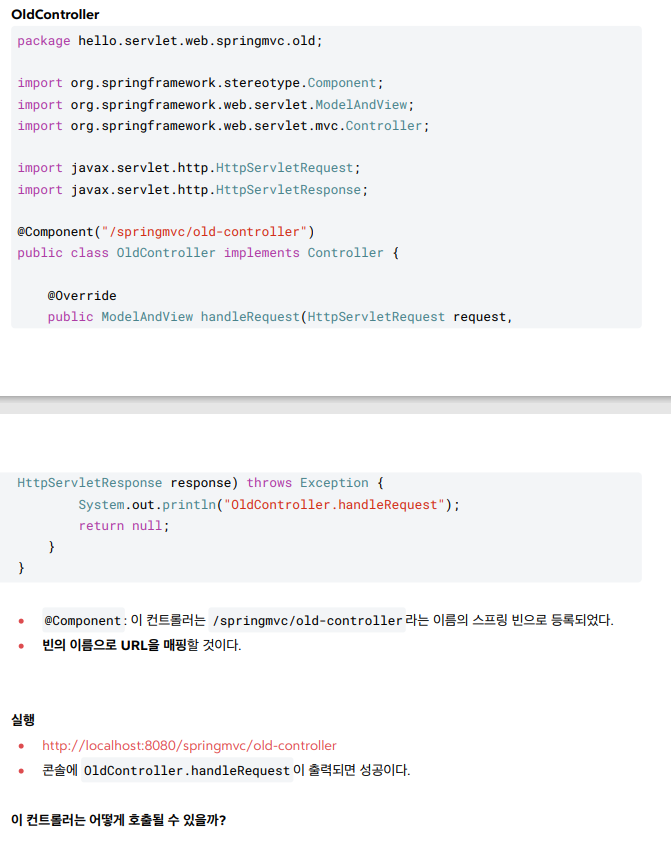 OldController
package hello.servlet.web.springmvc.old;
import org.springframework.stereotype.Component;
import org.springframework.web.servlet.ModelAndView;
import org.springframework.web.servlet.mvc.Controller;
import javax.servlet.http.HttpServletRequest;
import javax.servlet.http.HttpServletResponse;
@Component("/springmvc/old-controller")
public class OldController implements Controller {
    @Override
    public ModelAndView handleRequest(HttpServletRequest request,
HttpServletResponse response) throws Exception {
        System.out.println("OldController.handleRequest");
        return null;
    }
}
• @Component : 이 컨트롤러는 /springmvc/old-controller 라는 이름의 스프링 빈으로 등록되었다.
• 빈의 이름으로 URL을 매핑할 것이다.
실행
• http://localhost:8080/springmvc/old-controller
• 콘솔에 OldController.handleRequest 이 출력되면 성공이다.
이 컨트롤러는 어떻게 호출될 수 있을까?